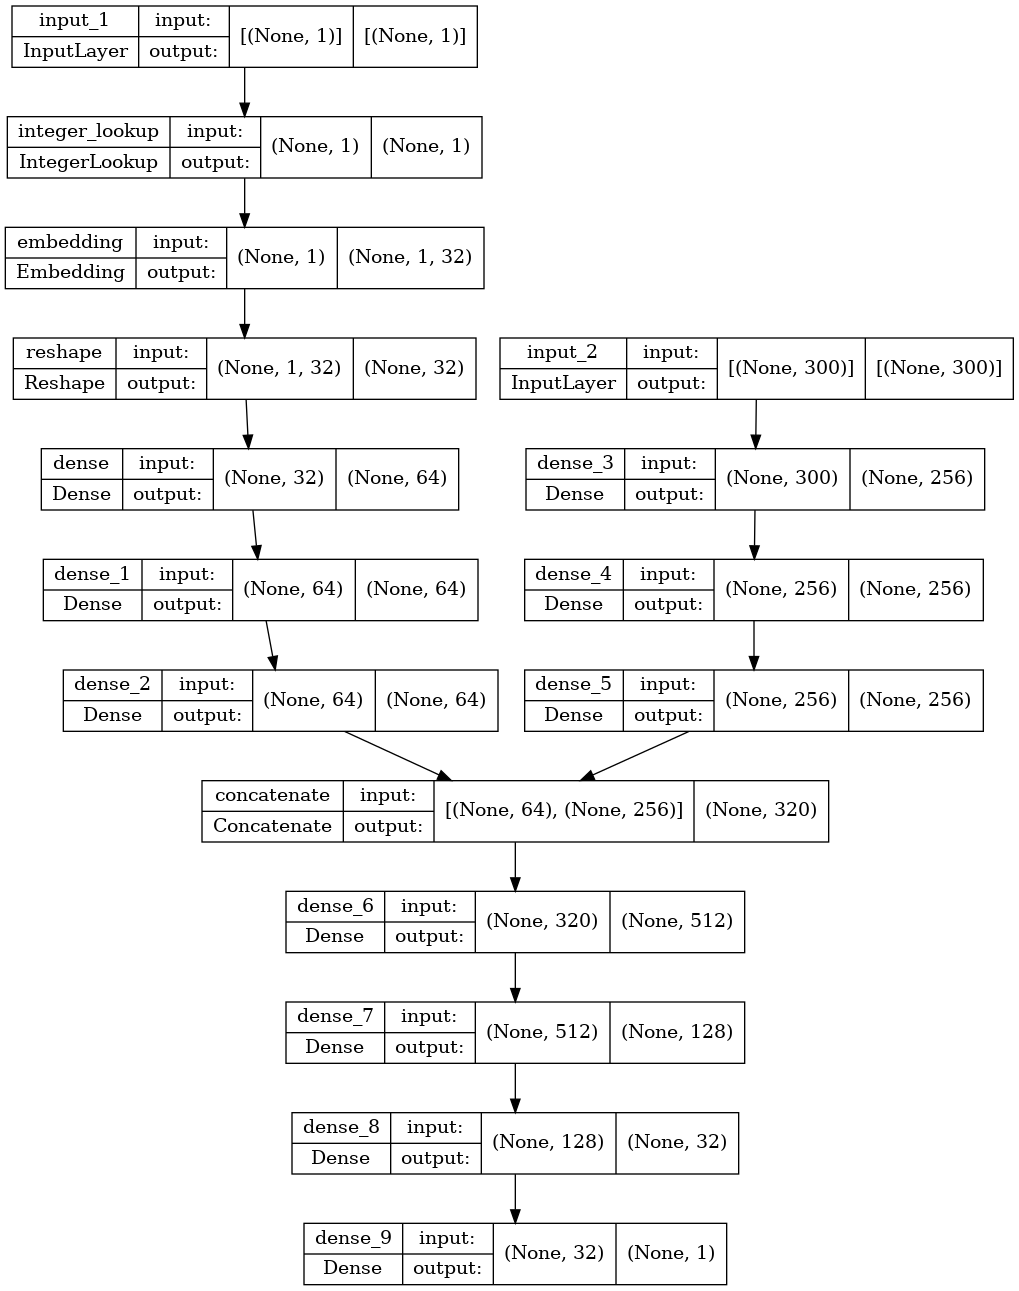 input_1 input: [(None, 1)] [(None, 1)]
InputLayer output:
integer_lookup input: (None, 1) (None, 1)
IntegerLookup output:
embedding input: (None, 1) (None, 1, 32)
Embedding output:
reshape input: (None, 1, 32) (None, 32)
Reshape output:
input_2 input: [(None, 300)] [(None, 300)]
InputLayer output:
dense input: (None, 32) (None, 64)
Dense output:
dense_3 input: (None, 300) (None, 256)
Dense output:
dense_1 input: (None, 64) (None, 64)
Dense output:
dense_4 input: (None, 256) (None, 256)
Dense output:
dense_2 input: (None, 64) (None, 64)
Dense output:
dense_5 input: (None, 256) (None, 256)
Dense output:
concatenate input: [(None, 64), (None, 256)] (None, 320)
Concatenate output:
dense_6 input: (None, 320) (None, 512)
Dense output:
dense_7 input: (None, 512) (None, 128)
Dense output:
dense_8 input: (None, 128) (None, 32)
Dense output:
dense_9 input: (None, 32) (None, 1)
Dense output: